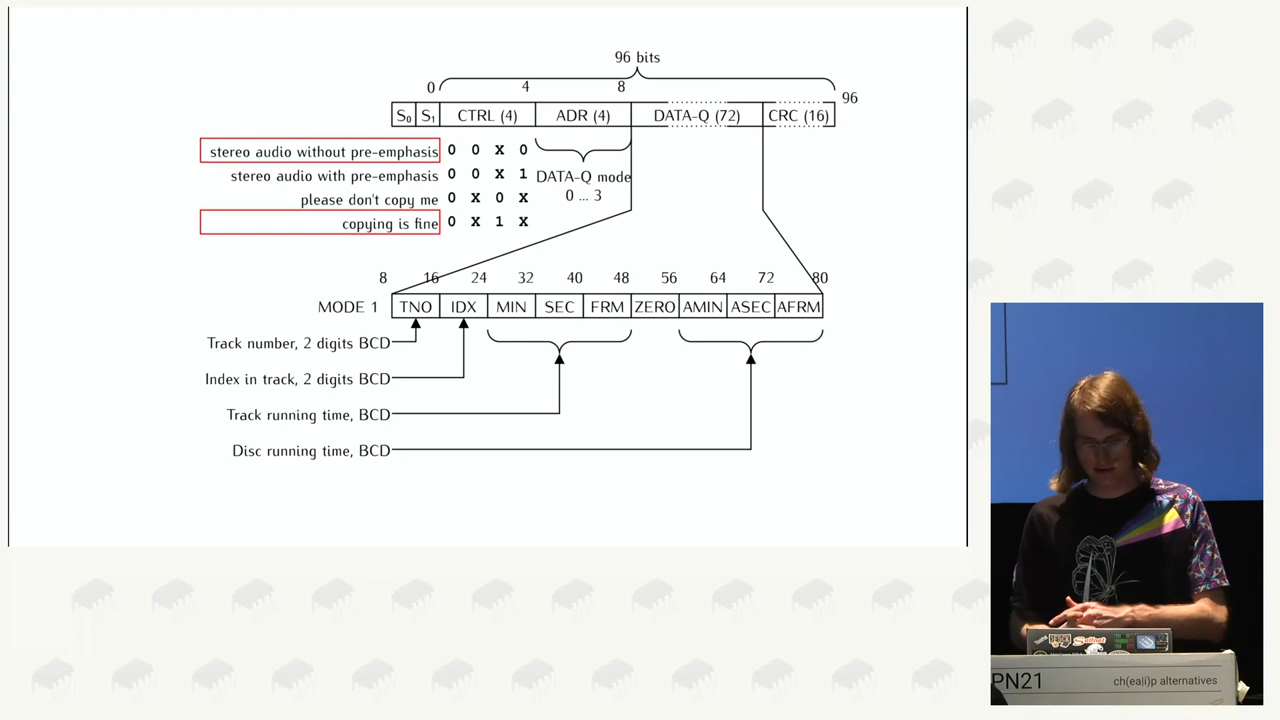 96 bits
0 4 8 96
S0 S1 CTRL (4) ADR (4) DATA-Q (72) CRC (16)
stereo audio without pre-emphasis 0 0 X 0
stereo audio with pre-emphasis 0 0 X 1
please don't copy me 0 X 0 X
copying is fine 0 X 1 X
DATA-Q mode
0 ... 3
8 16 24 32 40 48 56 64 72 80
MODE 1 TNO IDX MIN SEC FRM ZERO AMIN ASEC AFRM
Track number, 2 digits BCD
Index in track, 2 digits BCD
Track running time, BCD
Disc running time, BCD
PN21 ch(ea|i)p alternatives